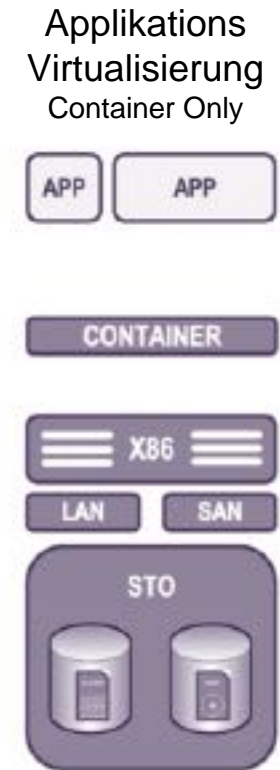 Applikations
Virtualisierung
Container Only
APP APP
CONTAINER
X86
LAN SAN
STO